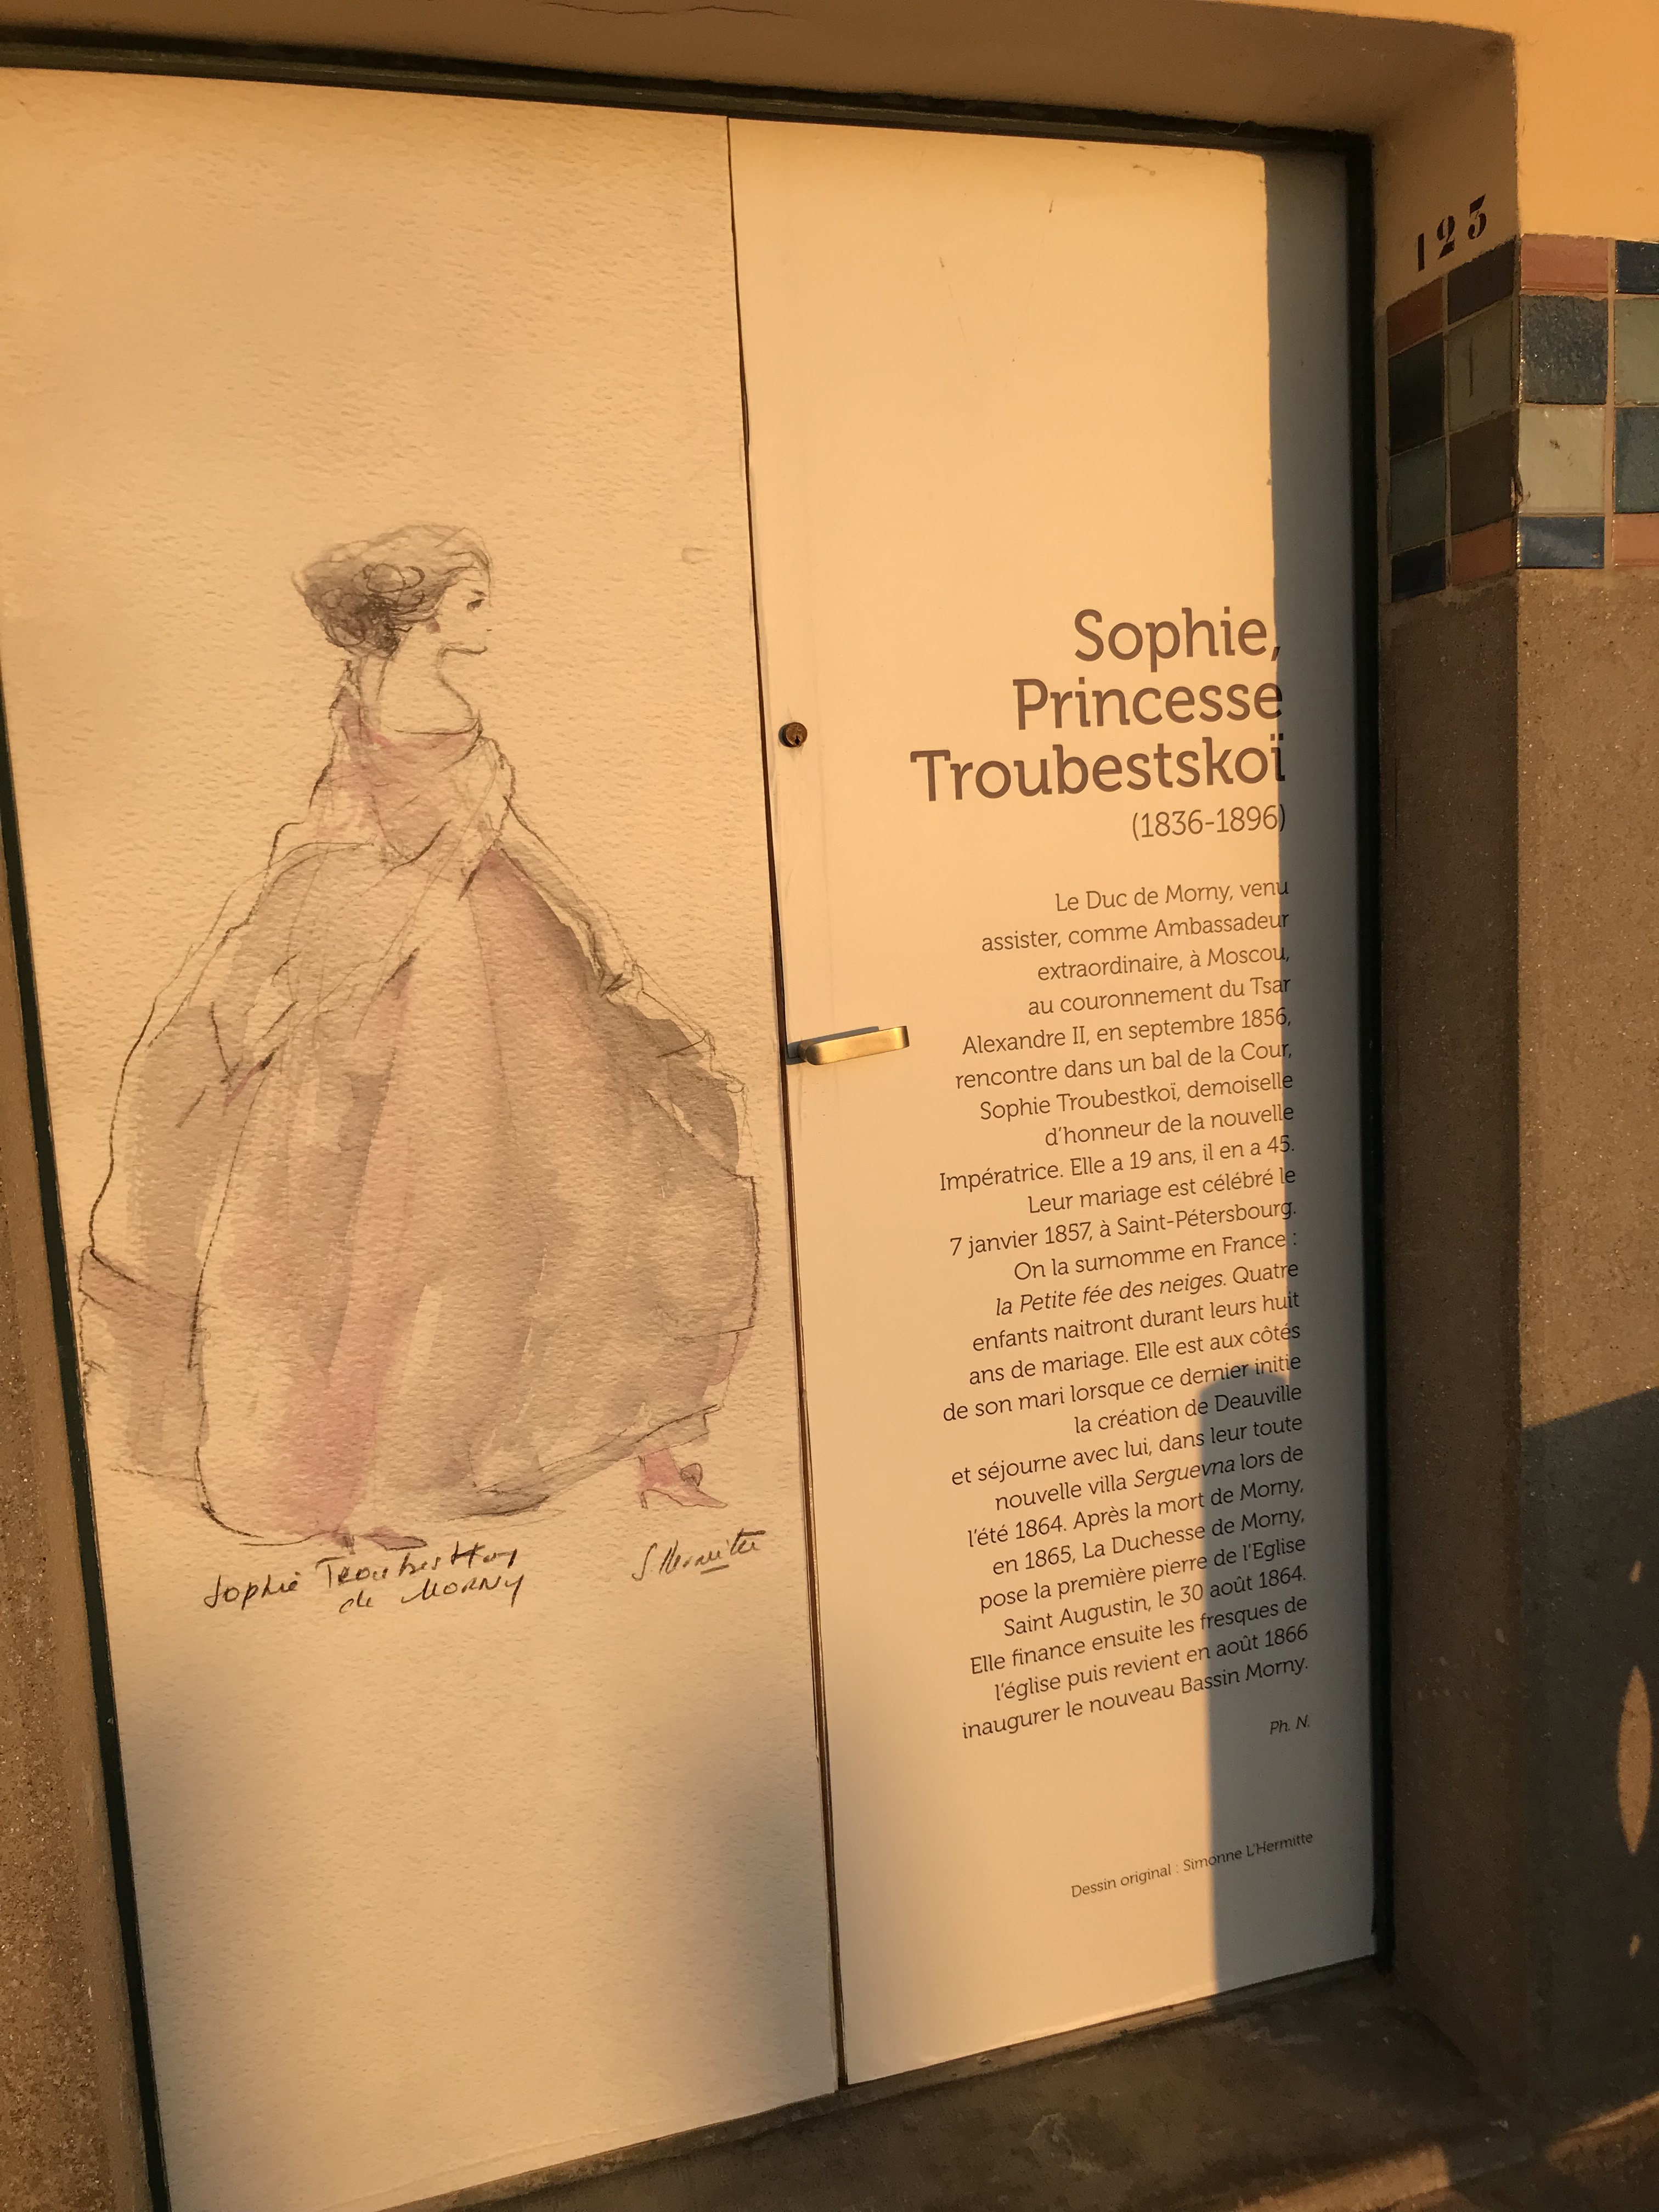 123
Sophie,
Princesse
Troubestskoï
(1836-1896)
Le Duc de Morny, venu
assister, comme Ambassadeur
extraordinaire, à Moscou,
au couronnement du Tsar
Alexandre II, en septembre 1856,
rencontre dans un bal de la Cour,
Sophie Troubestkoï, demoiselle
d'honneur de la nouvelle
Impératrice. Elle a 19 ans, il en a 45.
Leur mariage est célébré le
7 janvier 1857, à Saint-Pétersbourg.
On la surnomme en France :
la Petite fée des neiges. Quatre
enfants naitront durant leurs huit
ans de mariage. Elle est aux côtés
de son mari lorsque ce dernier initie
la création de Deauville
et séjourne avec lui, dans leur toute
nouvelle villa Serguevna lors de
l'été 1864. Après la mort de Morny,
en 1865, La Duchesse de Morny,
pose la première pierre de l'Eglise
Saint Augustin, le 30 août 1864.
Elle finance ensuite les fresques de
l'église puis revient en août 1866
inaugurer le nouveau Bassin Morny.
Ph. N.
Dessin original : Simonne L'Hermitte
Sophie
de MORNY